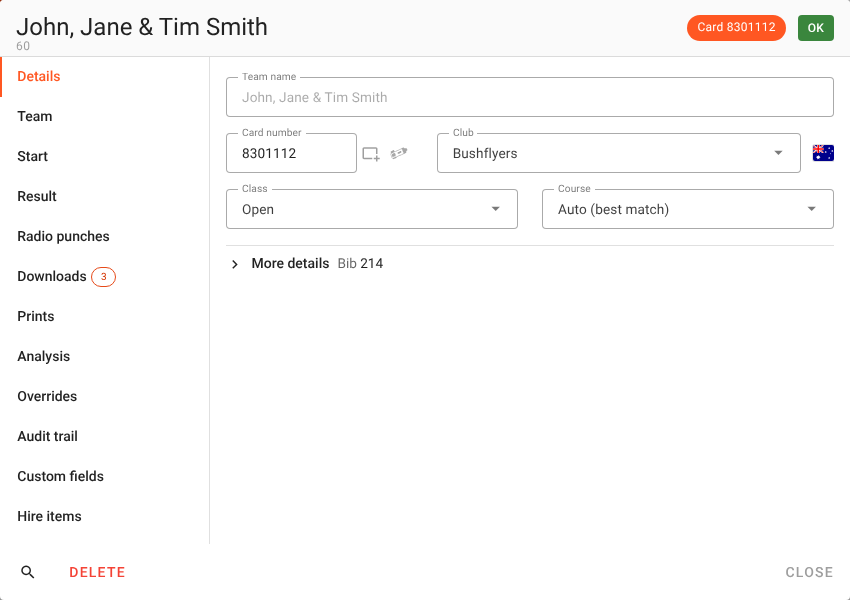 John, Jane & Tim Smith
60
Card 8301112
OK
Details
Team
Start
Result
Radio punches
Downloads 3
Prints
Analysis
Overrides
Audit trail
Custom fields
Hire items
Team name
John, Jane & Tim Smith
Card number
8301112
Club
Bushflyers
Class
Open
Course
Auto (best match)
More details Bib 214
DELETE
CLOSE